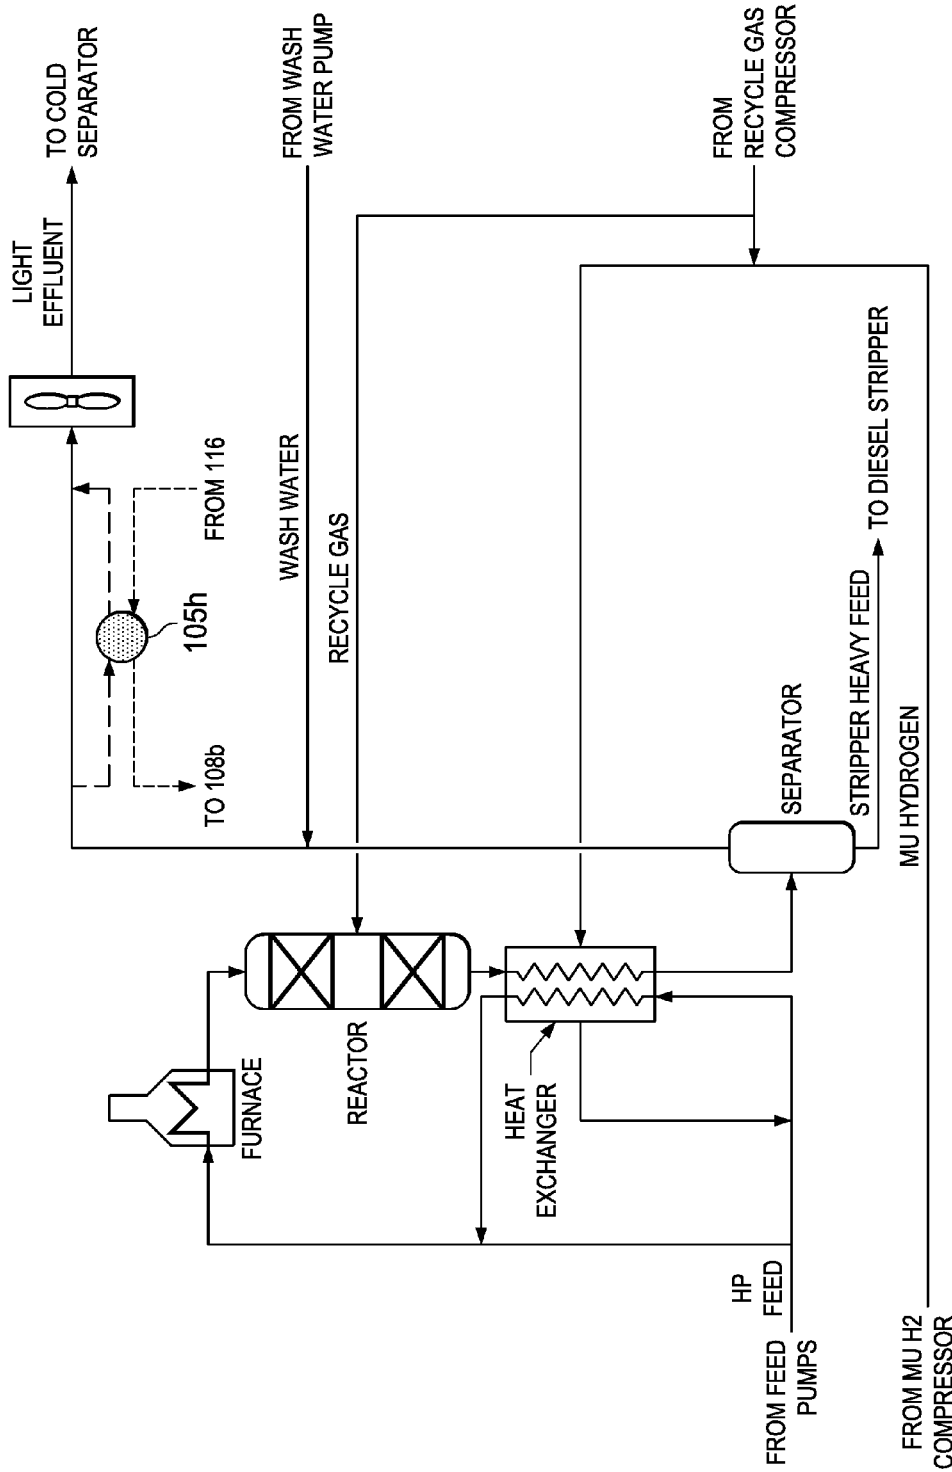 TO COLD
SEPARATOR
LIGHT
EFFLUENT
FROM WASH
WATER PUMP
FROM
RECYCLE GAS
COMPRESSOR
FROM 116
105h
TO 108b
WASH WATER
RECYCLE GAS
TO DIESEL STRIPPER
STRIPPER HEAVY FEED
SEPARATOR
MU HYDROGEN
FURNACE
REACTOR
HEAT
EXCHANGER
HP
FEED
FROM FEED
PUMPS
FROM MU H2
COMPRESSOR